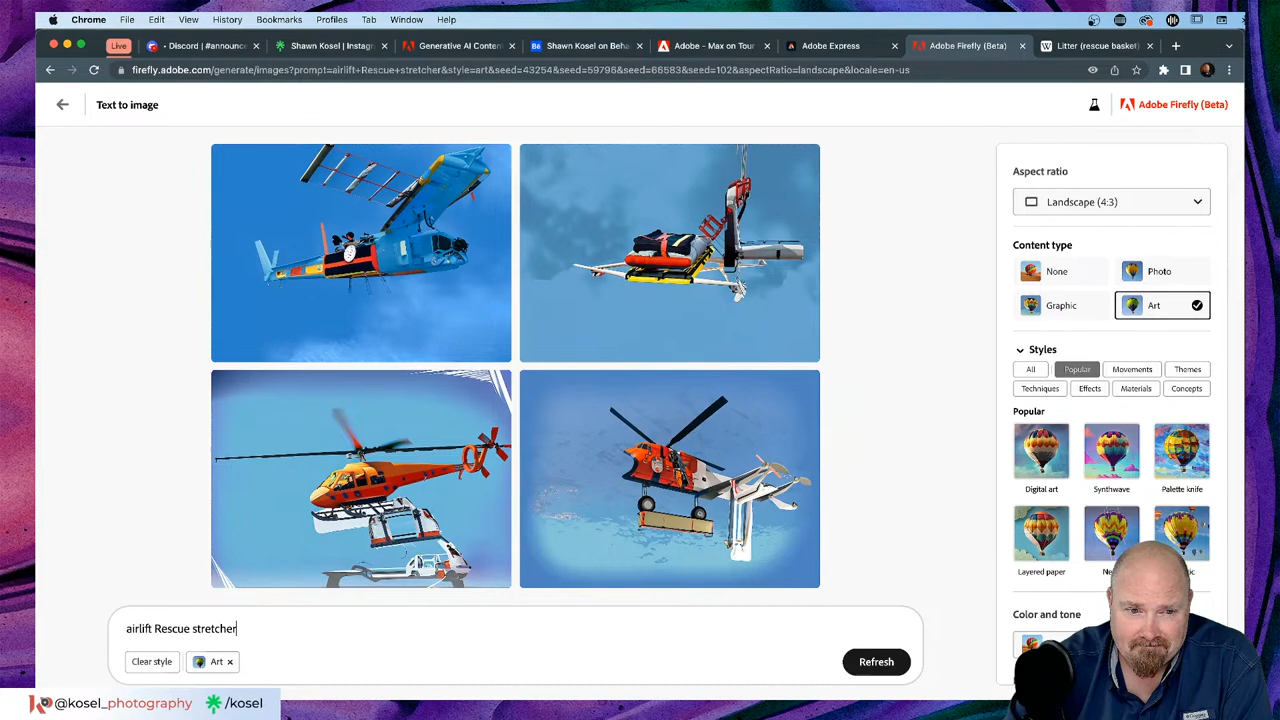 Chrome File Edit View History Bookmarks Profiles Tab Window Help
Live Discord | #announce Shawn Kosel | Instagra Generative AI Conten Shawn Kosel on Beha Adobe - Max on Tour Adobe Express Adobe Firefly (Beta) Litter (rescue basket)
firefly.adobe.com/generate/images?prompt=airlift+Rescue+stretcher&style=art&seed=43254&seed=59796&seed=66583&seed=102&aspectRatio=landscape&locale=en-us
Text to image
Adobe Firefly (Beta)
Aspect ratio
Landscape (4:3)
Content type
None Photo
Graphic Art
Styles
All Popular Movements Themes
Techniques Effects Materials Concepts
Popular
Digital art Synthwave Palette knife
Layered paper
Color and tone
airlift Rescue stretcher
Clear style Art
Refresh
@kosel_photography /kosel